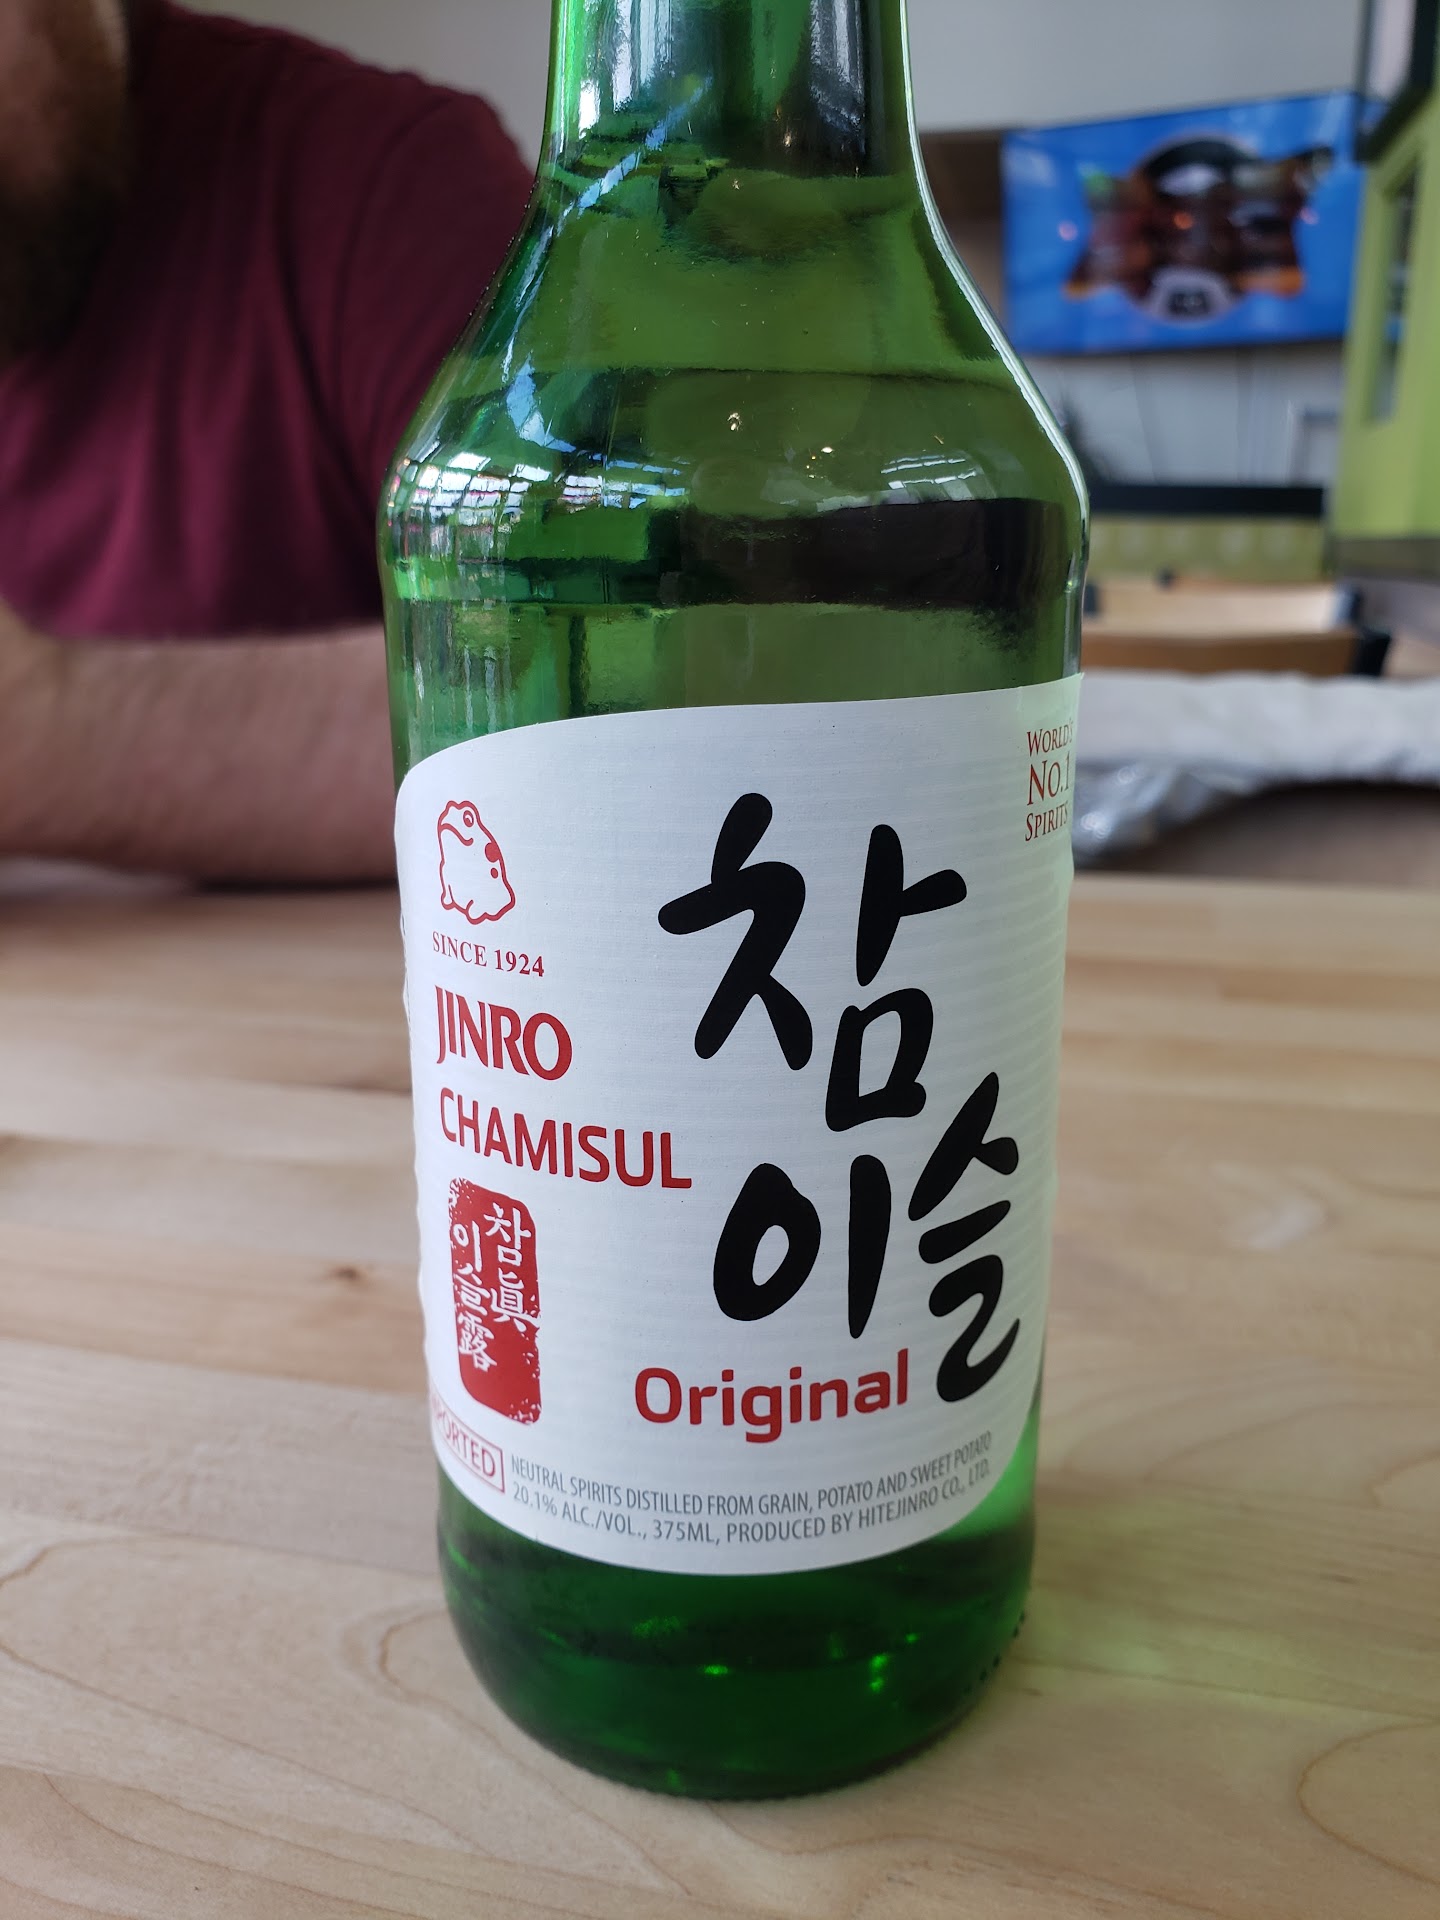 WORLD'S
NO.1
SPIRITS
SINCE 1924
JINRO
CHAMISUL
참
이슬
참眞
이슬露
Original
IMPORTED
NEUTRAL SPIRITS DISTILLED FROM GRAIN, POTATO AND SWEET POTATO
20.1% ALC./VOL., 375ML, PRODUCED BY HITEJINRO CO., LTD.